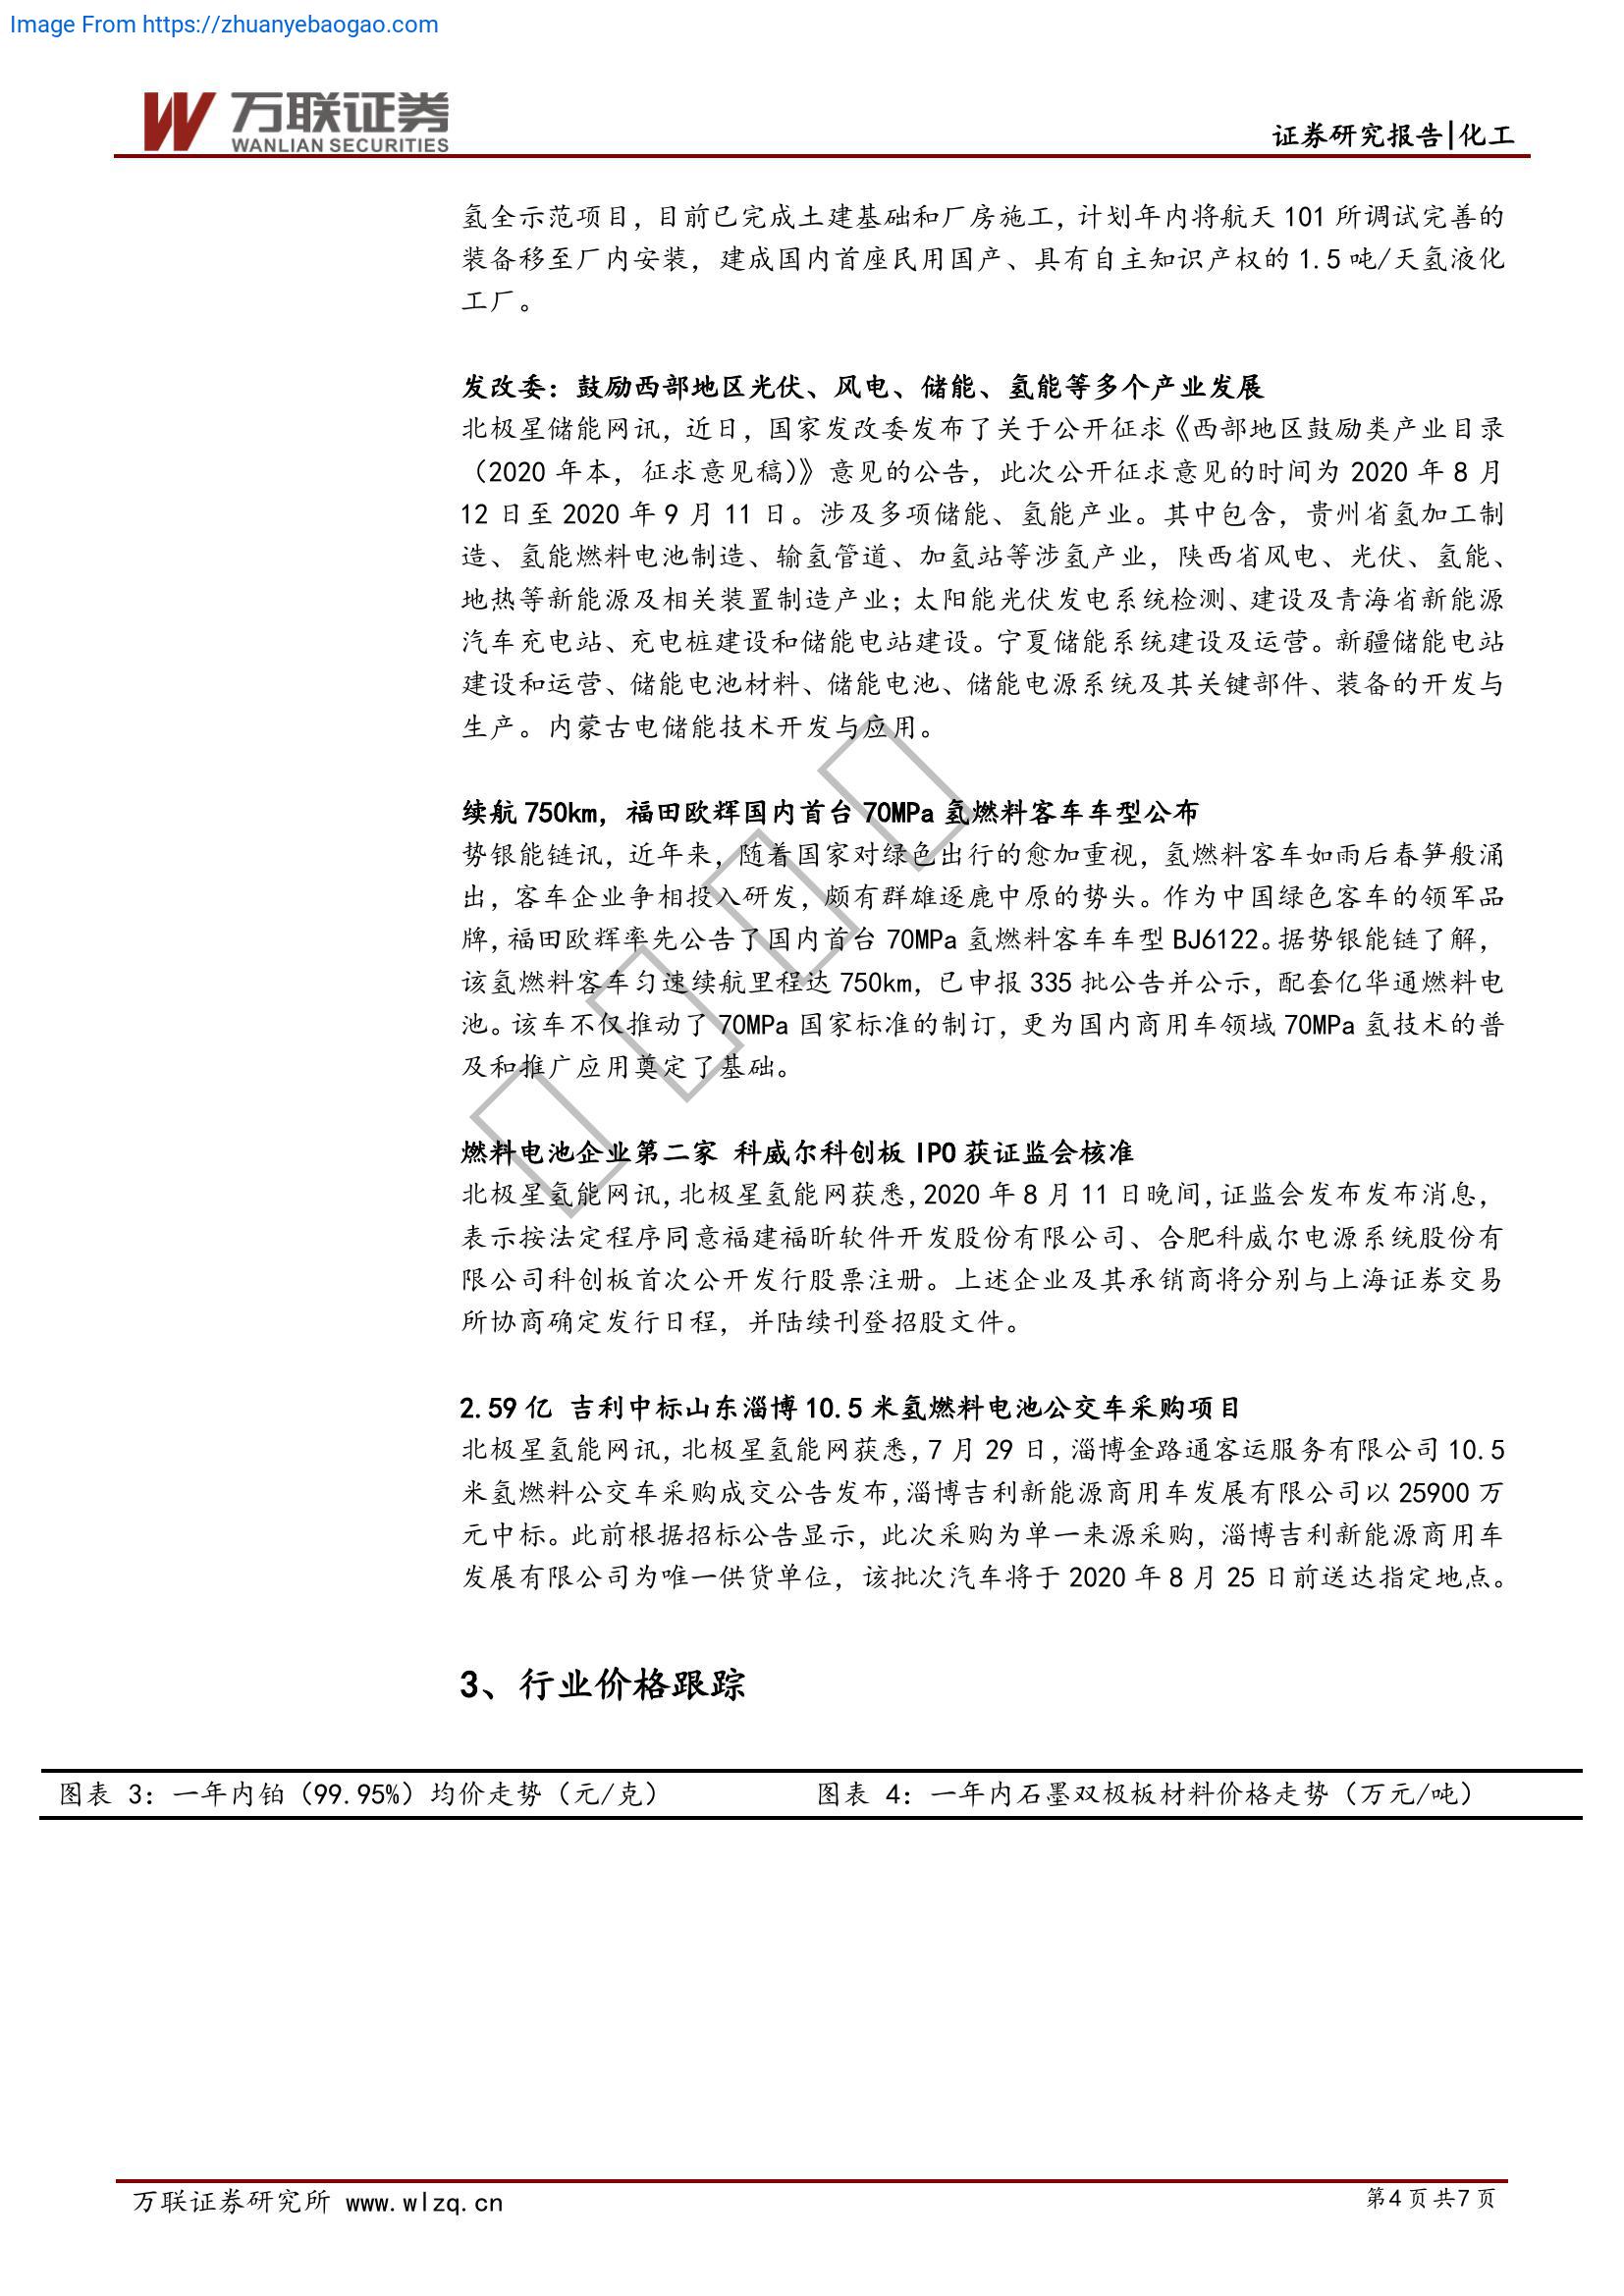 Image From https://zhuanyebaogao.com
万联证券
WANLIAN SECURITIES
证券研究报告|化工
氢全示范项目，目前已完成土建基础和厂房施工，计划年内将航天 101 所调试完善的
装备移至厂内安装，建成国内首座民用国产、具有自主知识产权的 1.5 吨/天氢液化
工厂。
发改委：鼓励西部地区光伏、风电、储能、氢能等多个产业发展
北极星储能网讯，近日，国家发改委发布了关于公开征求《西部地区鼓励类产业目录
（2020 年本，征求意见稿）》意见的公告，此次公开征求意见的时间为 2020 年 8 月
12 日至 2020 年 9 月 11 日。涉及多项储能、氢能产业。其中包含，贵州省氢加工制
造、氢能燃料电池制造、输氢管道、加氢站等涉氢产业，陕西省风电、光伏、氢能、
地热等新能源及相关装置制造产业；太阳能光伏发电系统检测、建设及青海省新能源
汽车充电站、充电桩建设和储能电站建设。宁夏储能系统建设及运营。新疆储能电站
建设和运营、储能电池材料、储能电池、储能电源系统及其关键部件、装备的开发与
生产。内蒙古电储能技术开发与应用。
续航 750km，福田欧辉国内首台 70MPa 氢燃料客车车型公布
势银能链讯，近年来，随着国家对绿色出行的愈加重视，氢燃料客车如雨后春笋般涌
出，客车企业争相投入研发，颇有群雄逐鹿中原的势头。作为中国绿色客车的领军品
牌，福田欧辉率先公告了国内首台 70MPa 氢燃料客车车型 BJ6122。据势银能链了解，
该氢燃料客车匀速续航里程达 750km，已申报 335 批公告并公示，配套亿华通燃料电
池。该车不仅推动了 70MPa 国家标准的制订，更为国内商用车领域 70MPa 氢技术的普
及和推广应用奠定了基础。
燃料电池企业第二家 科威尔科创板 IPO 获证监会核准
北极星氢能网讯，北极星氢能网获悉，2020 年 8 月 11 日晚间，证监会发布发布消息，
表示按法定程序同意福建福昕软件开发股份有限公司、合肥科威尔电源系统股份有
限公司科创板首次公开发行股票注册。上述企业及其承销商将分别与上海证券交易
所协商确定发行日程，并陆续刊登招股文件。
2.59 亿 吉利中标山东淄博 10.5 米氢燃料电池公交车采购项目
北极星氢能网讯，北极星氢能网获悉，7 月 29 日，淄博金路通客运服务有限公司 10.5
米氢燃料公交车采购成交公告发布，淄博吉利新能源商用车发展有限公司以 25900 万
元中标。此前根据招标公告显示，此次采购为单一来源采购，淄博吉利新能源商用车
发展有限公司为唯一供货单位，该批次汽车将于 2020 年 8 月 25 日前送达指定地点。
3、行业价格跟踪
图表 3：一年内铂（99.95%）均价走势（元/克）
图表 4：一年内石墨双极板材料价格走势（万元/吨）
万联证券研究所 www.wlzq.cn
第 4 页 共 7 页